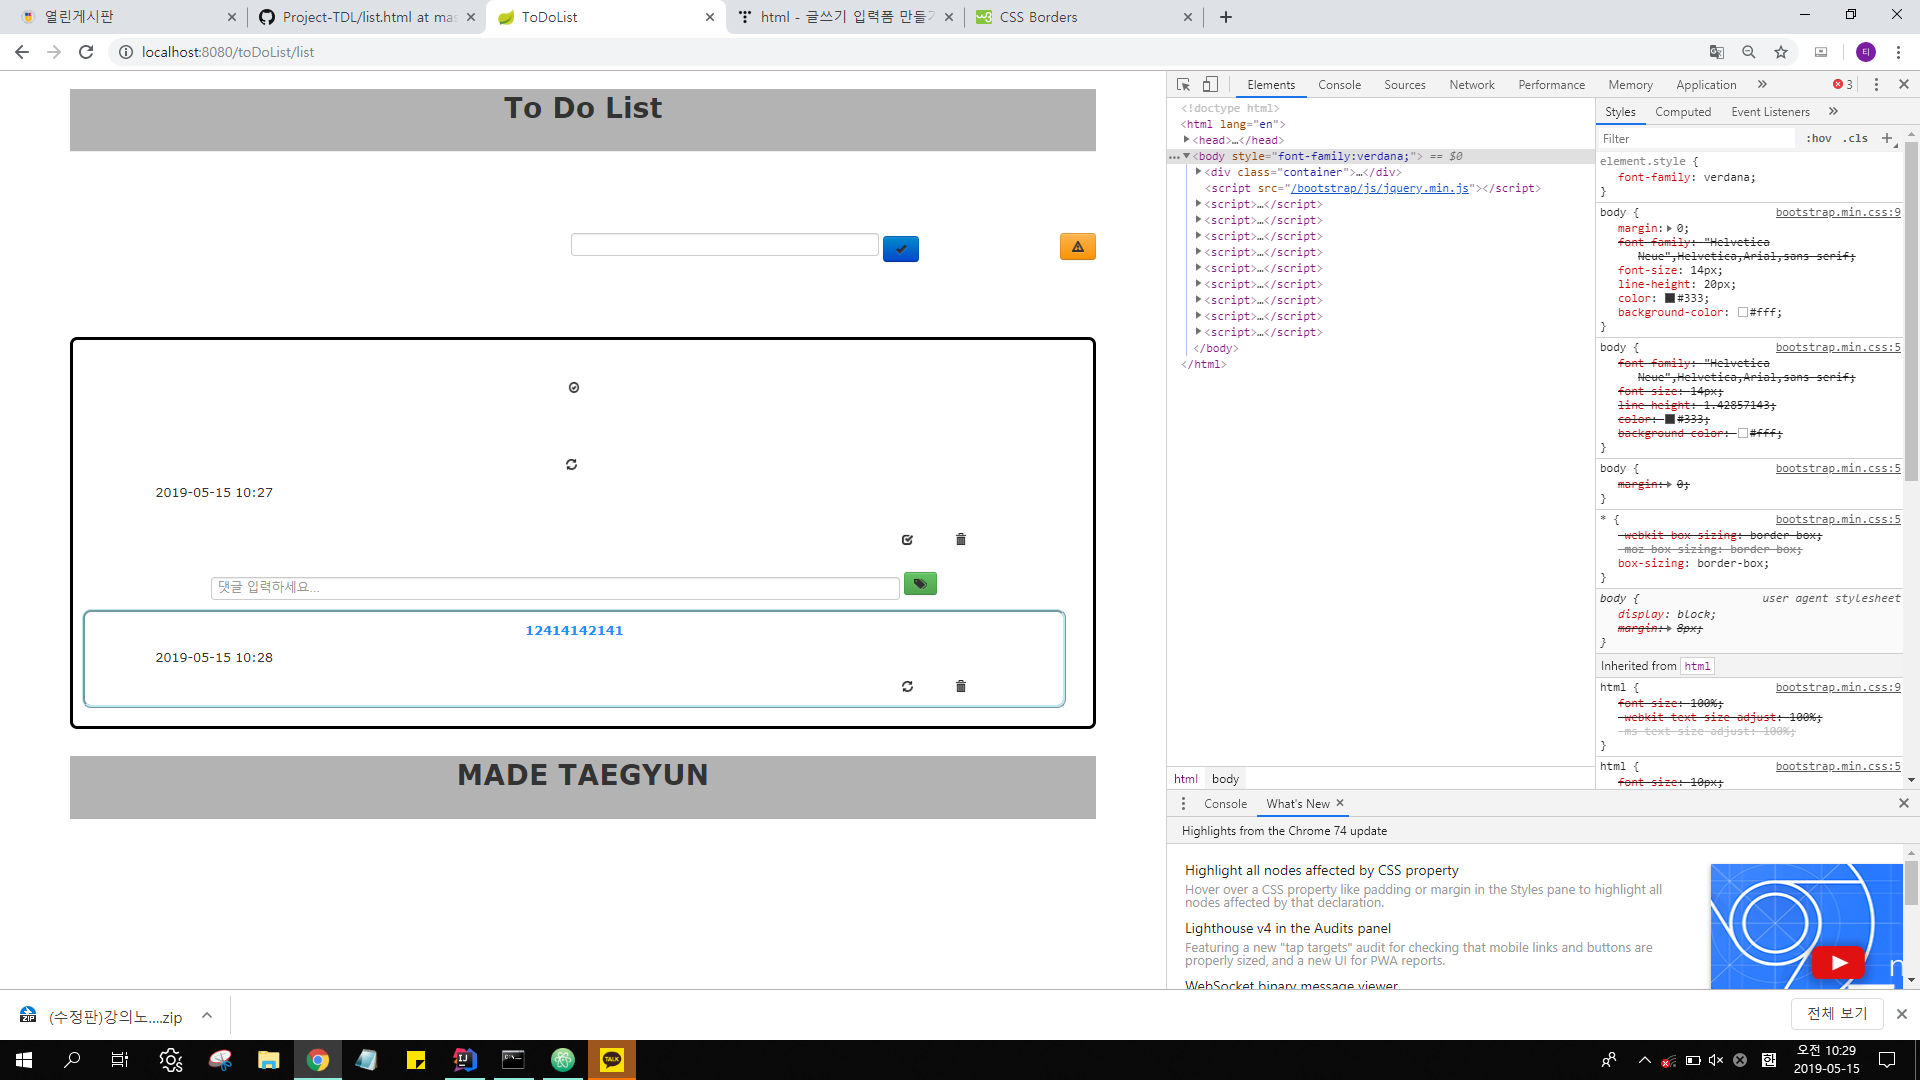 열린게시판
Project-TDL/list.html at mas
ToDoList
html - 글쓰기 입력폼 만들기
CSS Borders
localhost:8080/toDoList/list
티
To Do List
2019-05-15 10:27
댓글 입력하세요...
12414142141
2019-05-15 10:28
MADE TAEGYUN
Elements
Console
Sources
Network
Performance
Memory
Application
3
<!doctype html>
<html lang="en">
<head>…</head>
<body style="font-family:verdana;"> == $0
<div class="container">…</div>
<script src="/bootstrap/js/jquery.min.js"></script>
<script>…</script>
<script>…</script>
<script>…</script>
<script>…</script>
<script>…</script>
<script>…</script>
<script>…</script>
<script>…</script>
<script>…</script>
</body>
</html>
html body
Styles
Computed
Event Listeners
Filter
:hov .cls
element.style {
font-family: verdana;
}
body {
bootstrap.min.css:9
margin: 0;
font-family: "Helvetica
Neue",Helvetica,Arial,sans-serif;
font-size: 14px;
line-height: 20px;
color: #333;
background-color: #fff;
}
body {
bootstrap.min.css:5
font-family: "Helvetica
Neue",Helvetica,Arial,sans-serif;
font-size: 14px;
line-height: 1.42857143;
color: #333;
background-color: #fff;
}
body {
bootstrap.min.css:5
margin: 0;
}
* {
bootstrap.min.css:5
-webkit-box-sizing: border-box;
-moz-box-sizing: border-box;
box-sizing: border-box;
}
body {
user agent stylesheet
display: block;
margin: 8px;
}
Inherited from html
html {
bootstrap.min.css:9
font-size: 100%;
-webkit-text-size-adjust: 100%;
-ms-text-size-adjust: 100%;
}
html {
bootstrap.min.css:5
font-size: 10px;
Console
What's New
Highlights from the Chrome 74 update
Highlight all nodes affected by CSS property
Hover over a CSS property like padding or margin in the Styles pane to highlight all
nodes affected by that declaration.
Lighthouse v4 in the Audits panel
Featuring a new "tap targets" audit for checking that mobile links and buttons are
properly sized, and a new UI for PWA reports.
WebSocket binary message viewer
n
ZIP
(수정판)강의노....zip
전체 보기
IJ
TALK
한
오전 10:29
2019-05-15